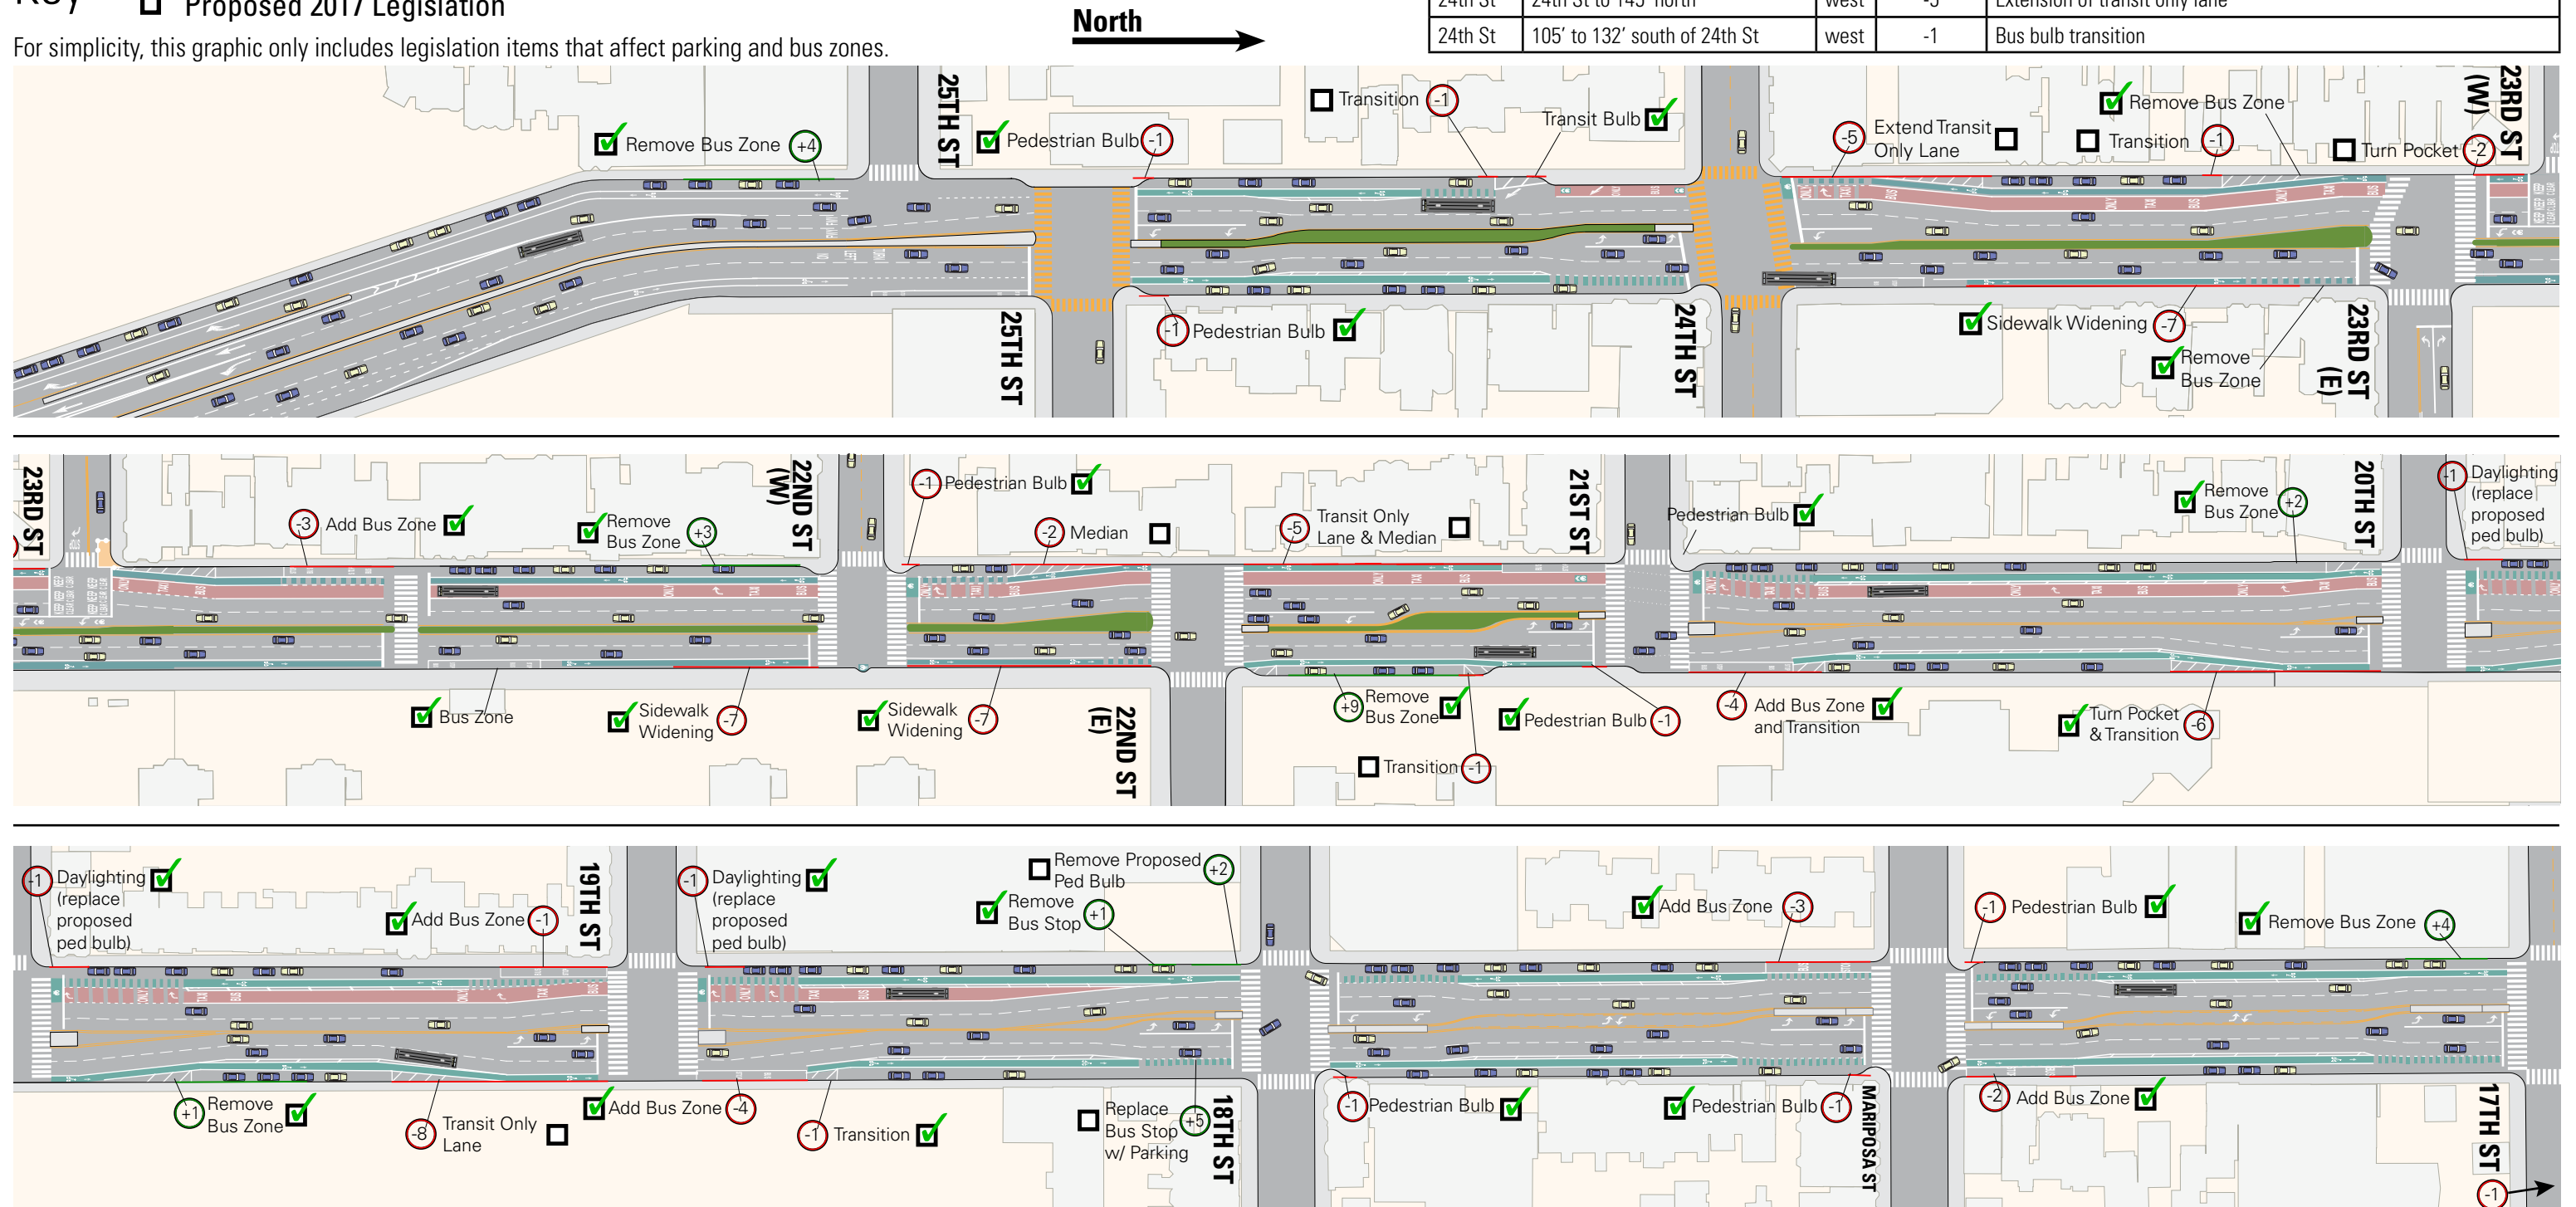 Key
Proposed 2017 Legislation
For simplicity, this graphic only includes legislation items that affect parking and bus zones.
North
24th St 24th St to 145' north west -5 Extension of transit only lane
24th St 105' to 132' south of 24th St west -1 Bus bulb transition
Remove Bus Zone +4
25TH ST
Pedestrian Bulb -1
Transition -1
Transit Bulb
-5 Extend Transit
Only Lane
Remove Bus Zone
Transition -1
Turn Pocket -2
23RD ST
(W)
25TH ST
-1 Pedestrian Bulb
24TH ST
Sidewalk Widening -7
Remove
Bus Zone
23RD ST
(E)
23RD ST
-3 Add Bus Zone
Remove
Bus Zone +3
22ND ST
(W)
-1 Pedestrian Bulb
-2 Median
-5 Transit Only
Lane & Median
21ST ST
Pedestrian Bulb
Remove
Bus Zone +2
20TH ST
-1 Daylighting
(replace
proposed
ped bulb)
Bus Zone
Sidewalk
Widening -7
Sidewalk
Widening -7
22ND ST
(E)
+9 Remove
Bus Zone
Pedestrian Bulb -1
Transition -1
-4 Add Bus Zone
and Transition
Turn Pocket
& Transition -6
-1 Daylighting
(replace
proposed
ped bulb)
Add Bus Zone -1
19TH ST
-1 Daylighting
(replace
proposed
ped bulb)
Remove Proposed
Ped Bulb +2
Remove
Bus Stop +1
Add Bus Zone -3
-1 Pedestrian Bulb
Remove Bus Zone +4
+1 Remove
Bus Zone
-8 Transit Only
Lane
Add Bus Zone -4
-1 Transition
Replace
Bus Stop +5
w/ Parking
18TH ST
-1 Pedestrian Bulb
Pedestrian Bulb -1
MARIPOSA ST
-2 Add Bus Zone
17TH ST
-1